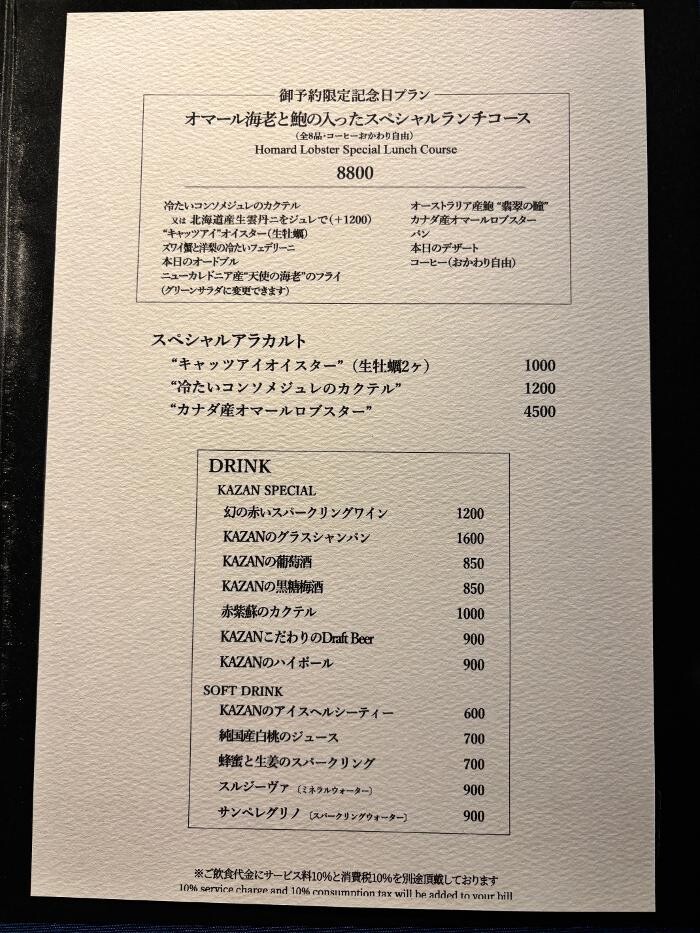 御予約限定記念日プラン
オマール海老と鮑の入ったスペシャルランチコース
(全8品・コーヒーおかわり自由)
Homard Lobster Special Lunch Course
8800
冷たいコンソメジュレのカクテル
又は 北海道産生雲丹ニをジュレで(+1200)
“キャッツアイ”オイスター(生牡蠣)
ズワイ蟹と洋梨の冷たいフェデリーニ
本日のオードブル
ニューカレドニア産“天使の海老”のフライ
(グリーンサラダに変更できます)
オーストラリア産鮑 “翡翠の瞳”
カナダ産オマールロブスター
パン
本日のデザート
コーヒー(おかわり自由)
スペシャルアラカルト
“キャッツアイオイスター”(生牡蠣2ヶ) 1000
“冷たいコンソメジュレのカクテル” 1200
“カナダ産オマールロブスター” 4500
DRINK
KAZAN SPECIAL
幻の赤いスパークリングワイン 1200
KAZANのグラスシャンパン 1600
KAZANの葡萄酒 850
KAZANの黒糖梅酒 850
赤紫蘇のカクテル 1000
KAZANこだわりのDraft Beer 900
KAZANのハイボール 900
SOFT DRINK
KAZANのアイスヘルシーティー 600
純国産白桃のジュース 700
蜂蜜と生姜のスパークリング 700
スルジーヴァ〔ミネラルウォーター〕 900
サンペレグリノ〔スパークリングウォーター〕 900
※ご飲食代金にサービス料10%と消費税10%を別途頂戴しております
10% service charge and 10% consumption tax will be added to your bill